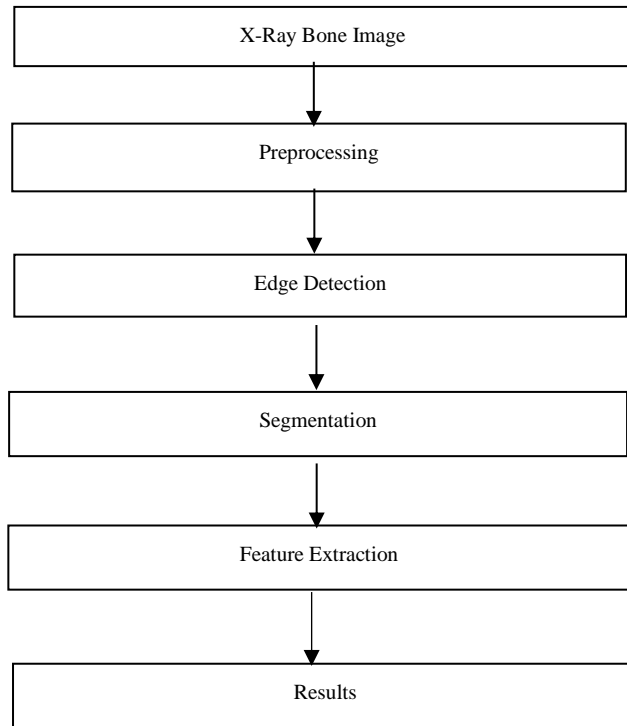 X-Ray Bone Image
Preprocessing
Edge Detection
Segmentation
Feature Extraction
Results